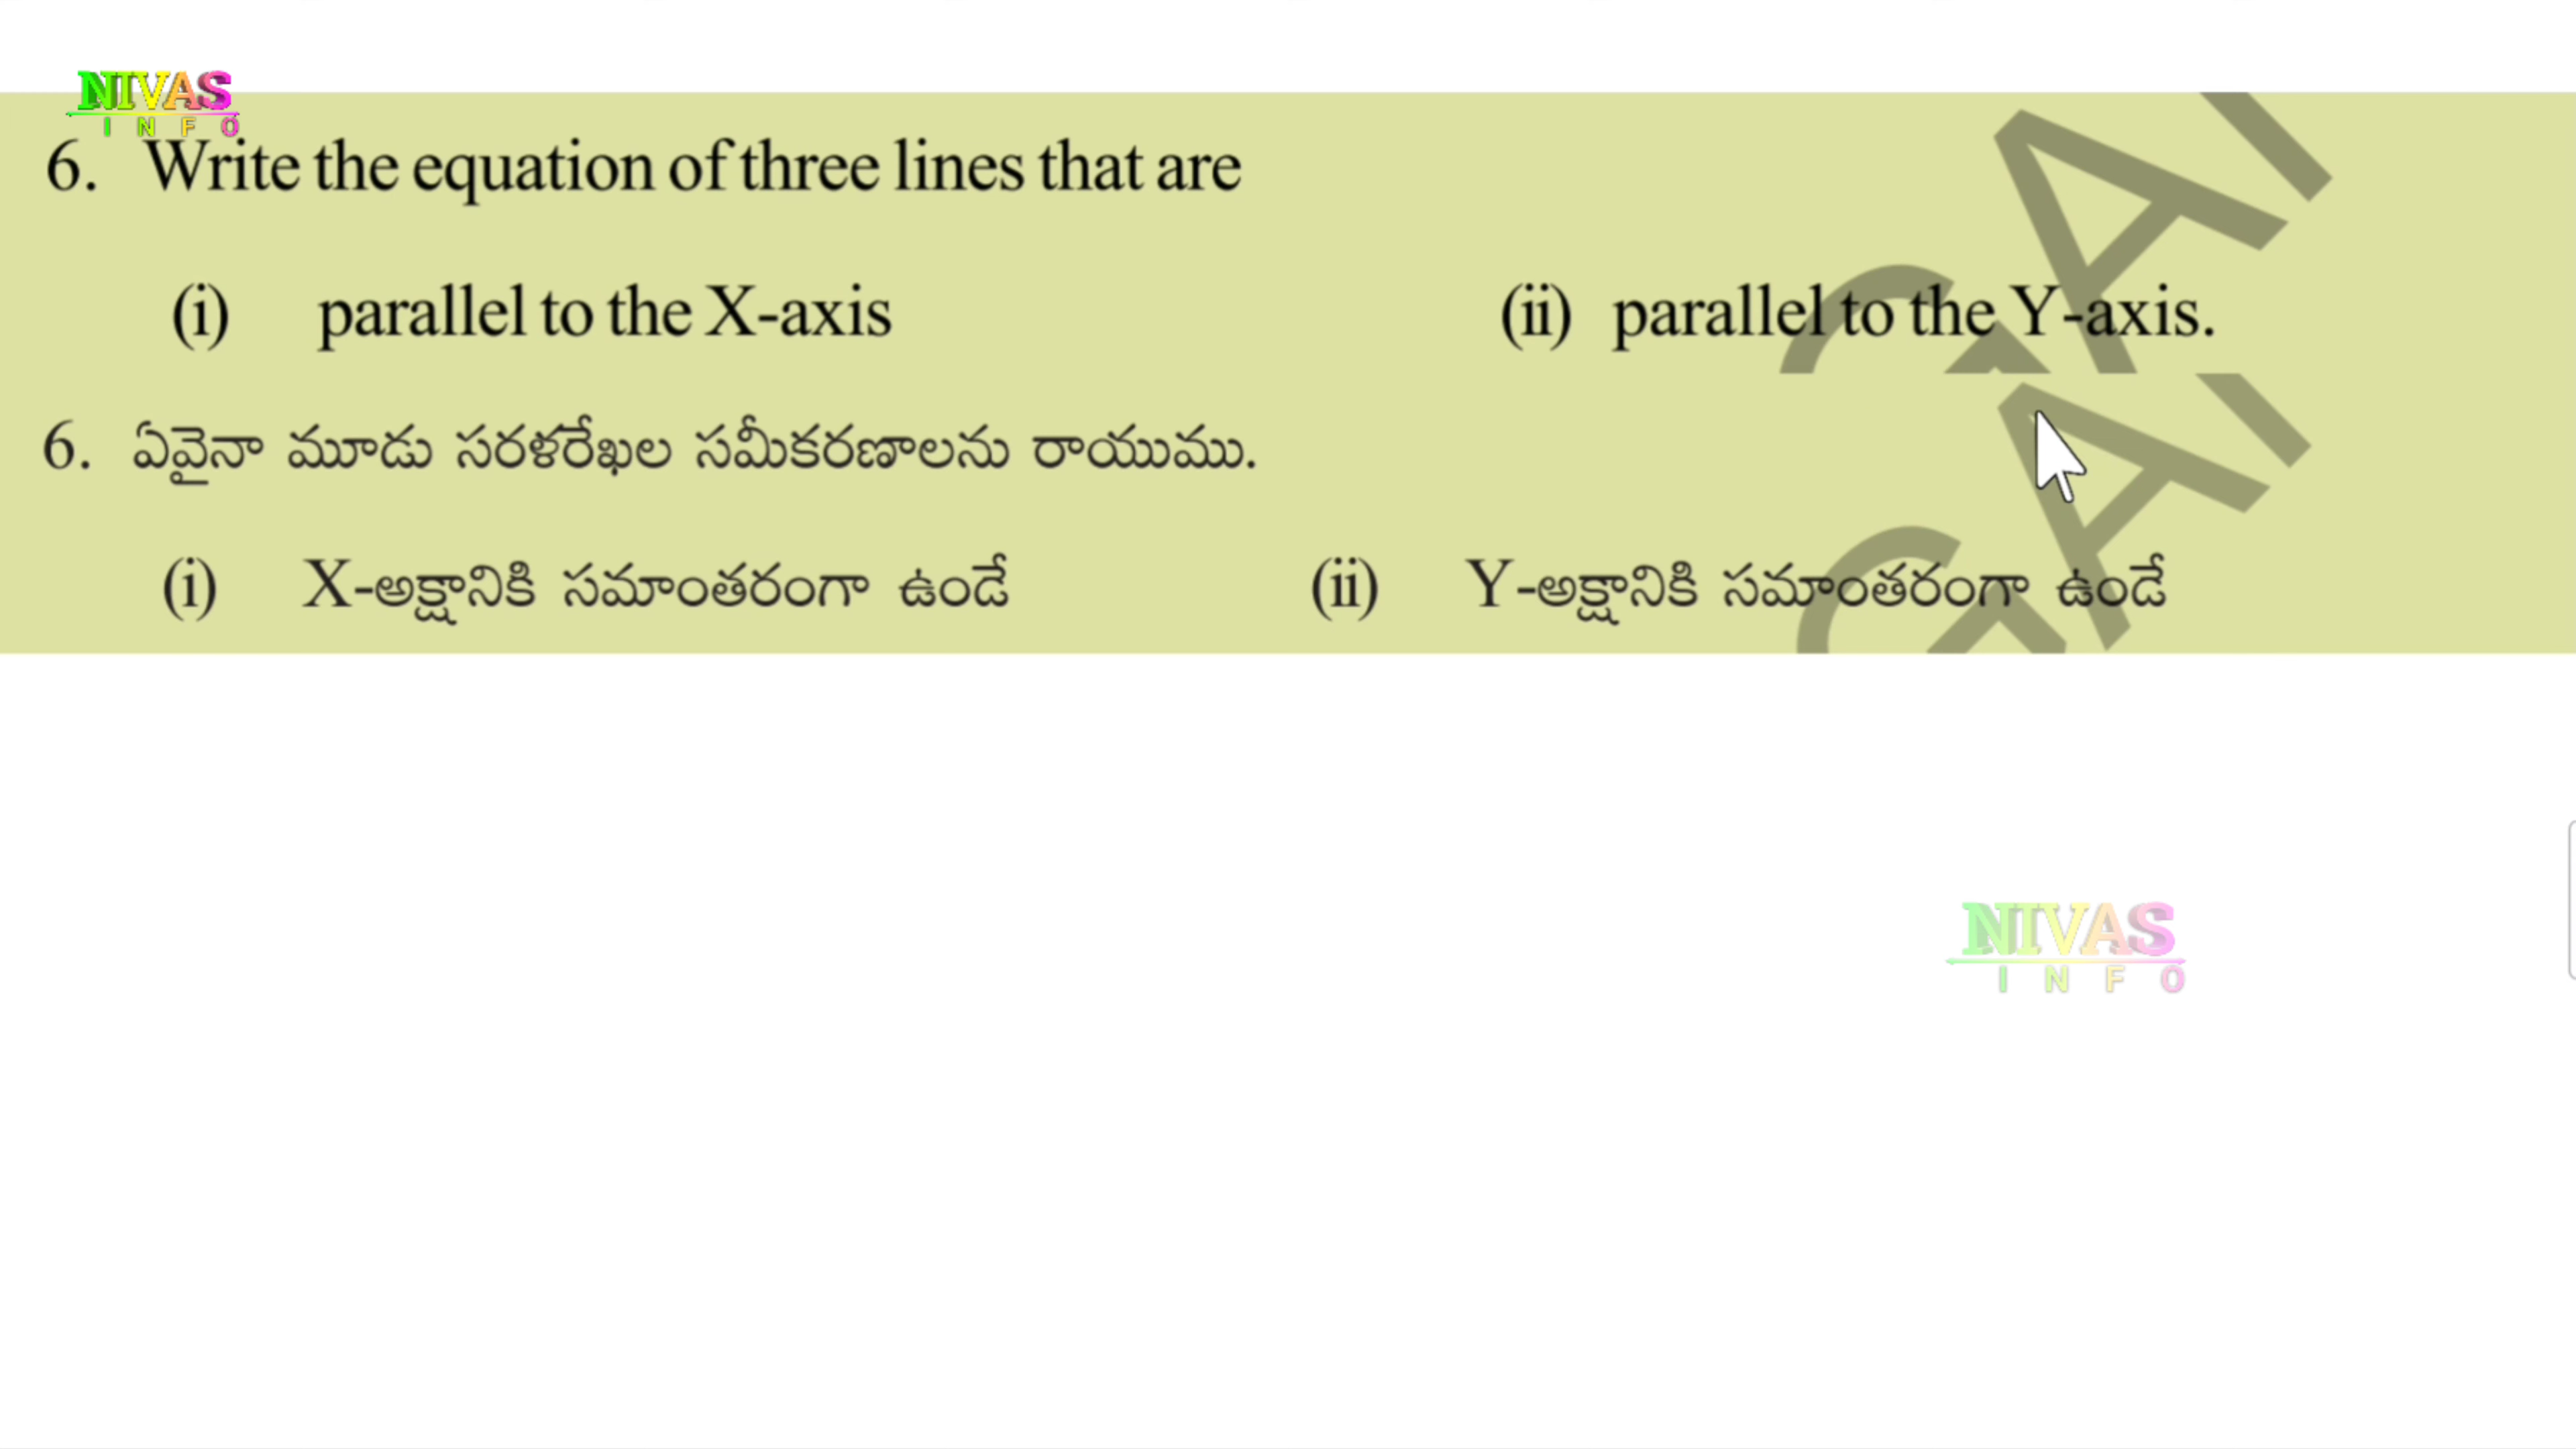 NIVAS
INFO
6. Write the equation of three lines that are
(i) parallel to the X-axis (ii) parallel to the Y-axis.
6. ఏవైనా మూడు సరళరేఖల సమీకరణాలను రాయుము.
(i) X-అక్షానికి సమాంతరంగా ఉండే (ii) Y-అక్షానికి సమాంతరంగా ఉండే
NIVAS
INFO